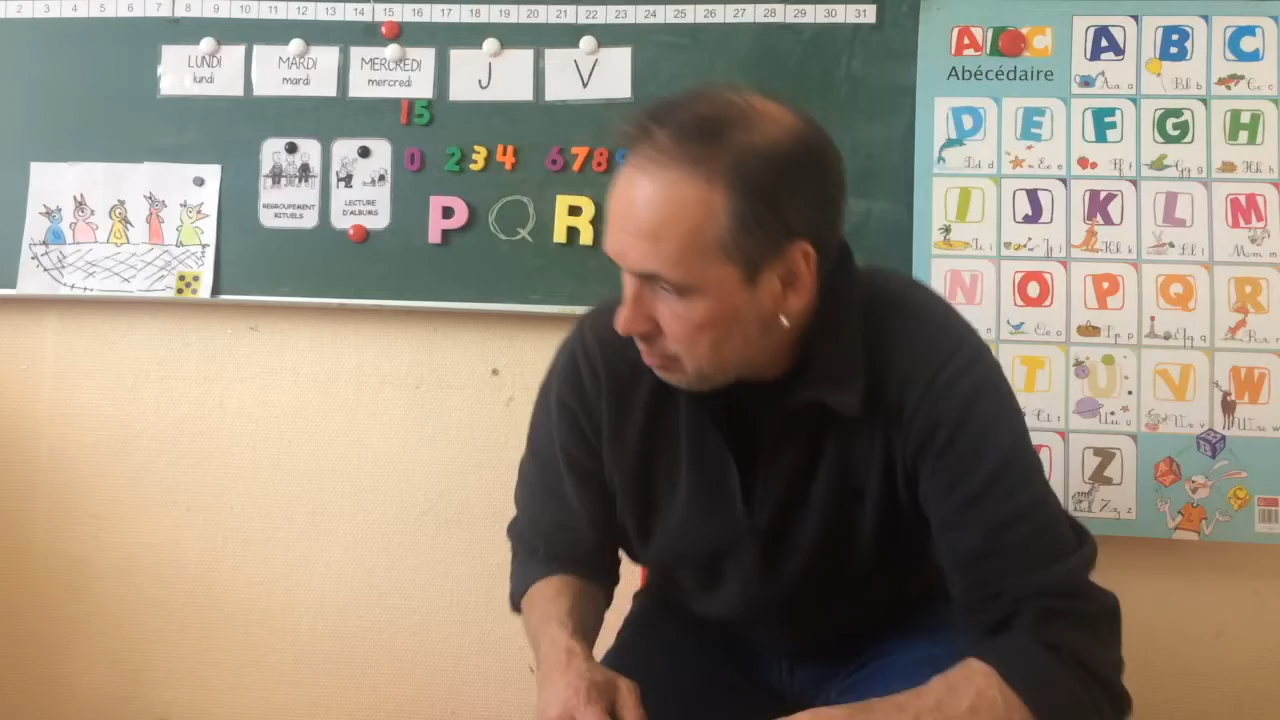 2 3 4 5 6 7 8 9 10 11 12 13 14 15 16 17 18 19 20 21 22 23 24 25 26 27 28 29 30 31
LUNDI
lundi
MARDI
mardi
MERCREDI
mercredi
J
V
15
0 2 3 4 6 7 8
REGROUPEMENT
RITUELS
LECTURE
D'ALBUMS
P Q R
Abécédaire
A B C
D E F G H
I J K L M
N O P Q R
T U V W
Z